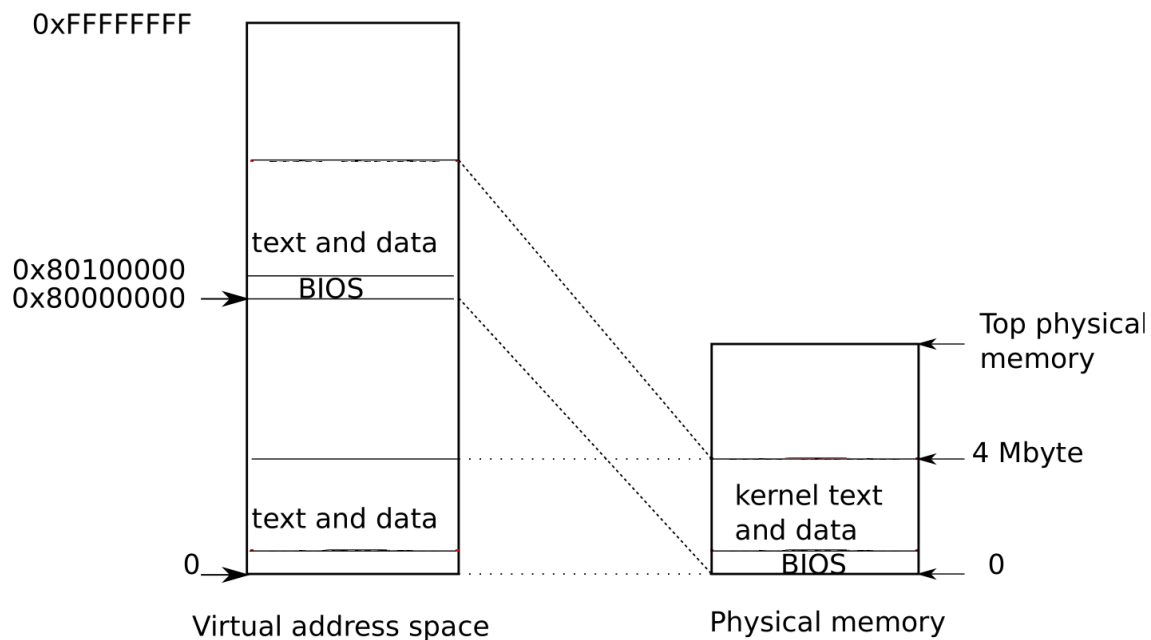 0xFFFFFFFF
text and data
0x80100000
BIOS
0x80000000
Top physical
memory
4 Mbyte
kernel text
and data
text and data
BIOS
0
0
Virtual address space
Physical memory